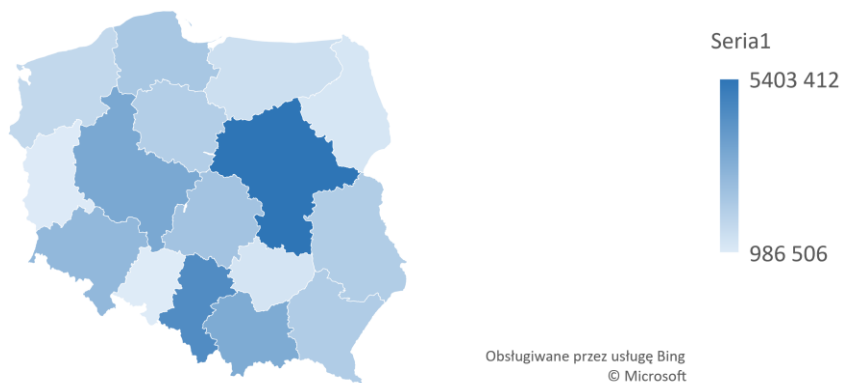 Seria1
5403 412
986 506
Obsługiwane przez usługę Bing
© Microsoft